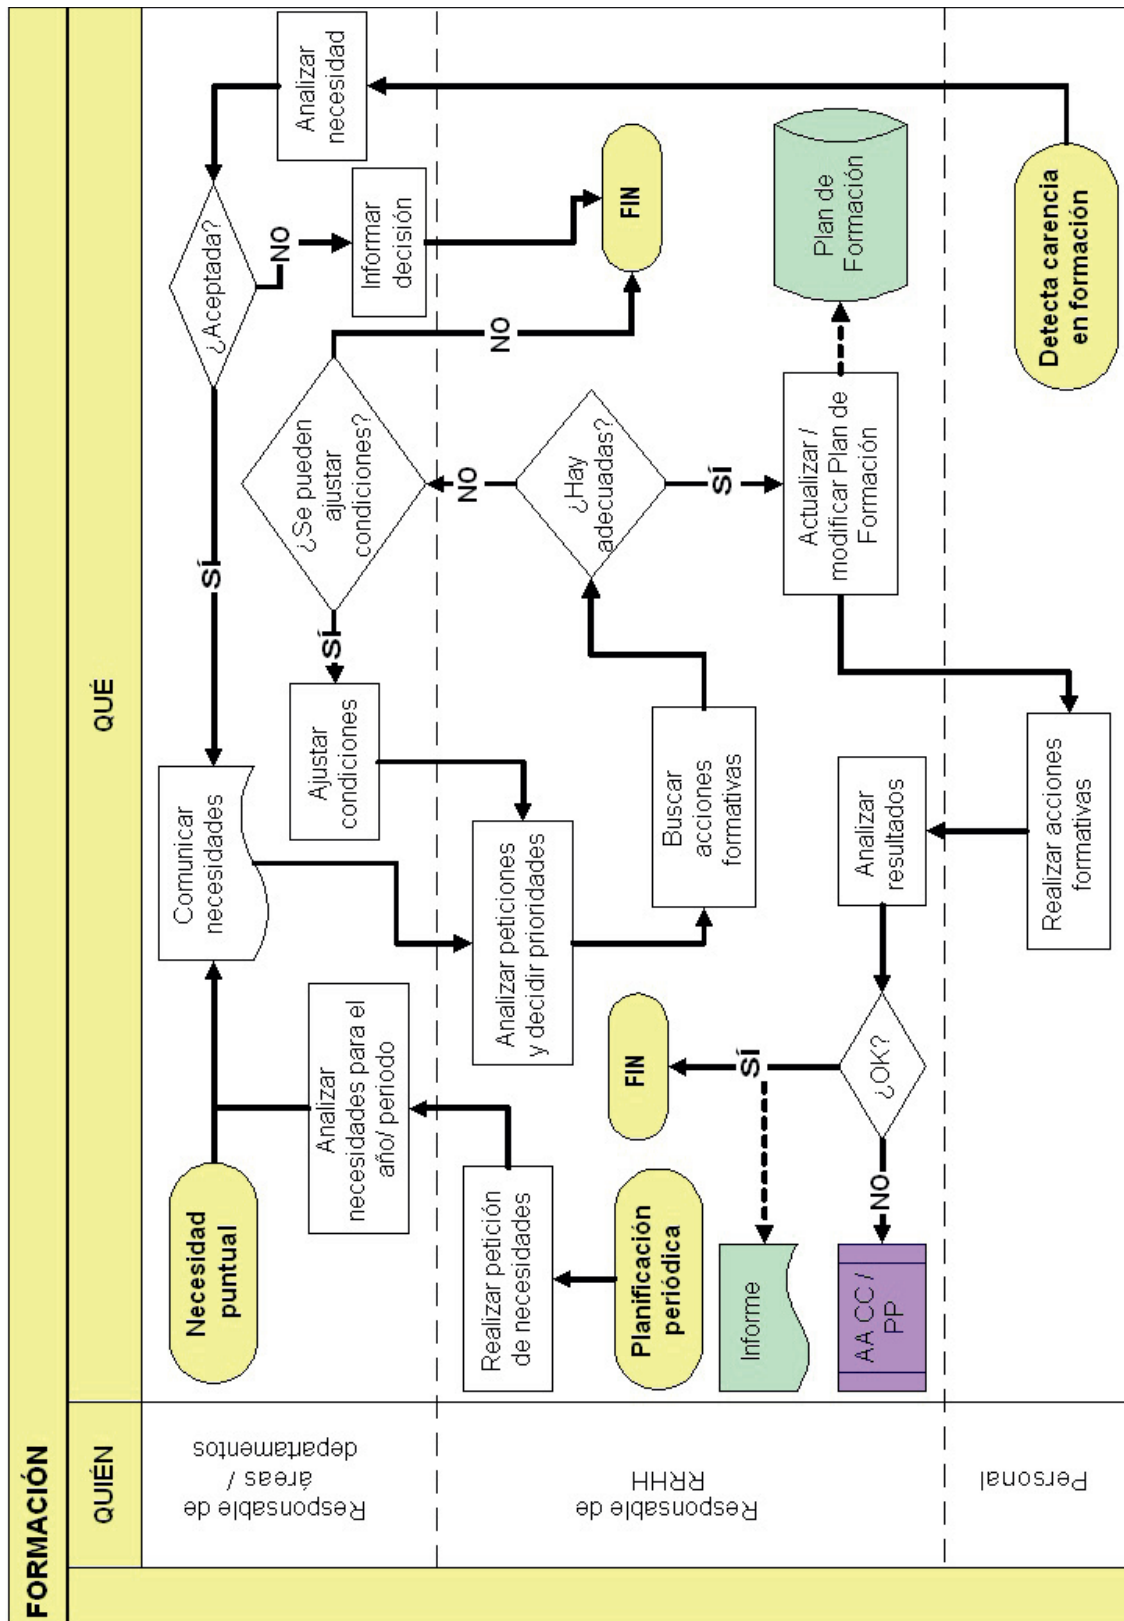 FORMACIÓN
QUIÉN
QUÉ
Responsable de
áreas /
departamentos
Necesidad
puntual
Analizar
necesidades para el
año/ periodo
Comunicar
necesidades
Ajustar
condiciones
SÍ
SÍ
¿Se pueden
ajustar
condiciones?
¿Aceptada?
NO
Informar
decisión
Analizar
necesidad
Responsable de
RRHH
Realizar petición
de necesidades
Planificación
periódica
Analizar peticiones
y decidir prioridades
Buscar
acciones
formativas
NO
¿Hay
adecuadas?
SÍ
NO
FIN
Actualizar /
modificar Plan de
Formación
Plan de
Formación
Informe
AA CC /
PP
NO
FIN
SÍ
¿OK?
Analizar
resultados
Personal
Realizar acciones
formativas
Detecta carencia
en formación